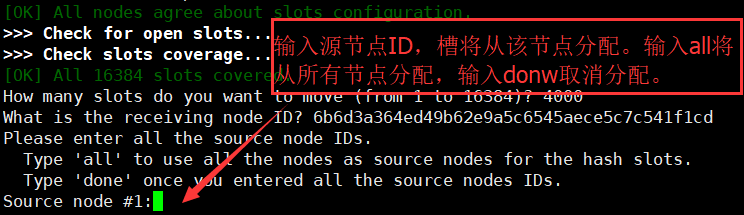 [OK] All nodes agree about slots configuration.
>>> Check for open slots...
>>> Check slots coverage...
[OK] All 16384 slots covered
输入源节点ID，槽将从该节点分配。输入all将
从所有节点分配，输入donw取消分配。
How many slots do you want to move (from 1 to 16384)? 4000
What is the receiving node ID? 6b6d3a364ed49b62e9a5c6545aece5c7c541f1cd
Please enter all the source node IDs.
Type 'all' to use all the nodes as source nodes for the hash slots.
Type 'done' once you entered all the source nodes IDs.
Source node #1: